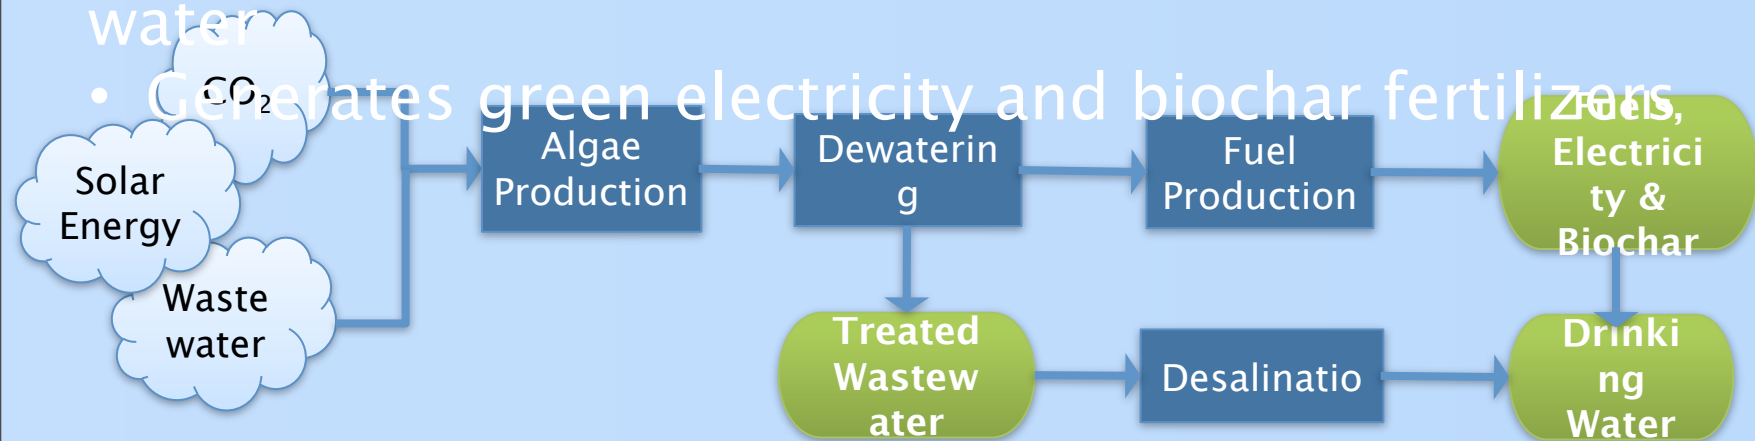 water
• Generates green electricity and biochar fertilizers
CO₂
Solar
Energy
Waste
water
Algae
Production
Dewaterin
g
Fuel
Production
Fuels,
Electrici
ty &
Biochar
Treated
Wastew
ater
Desalinatio
Drinki
ng
Water